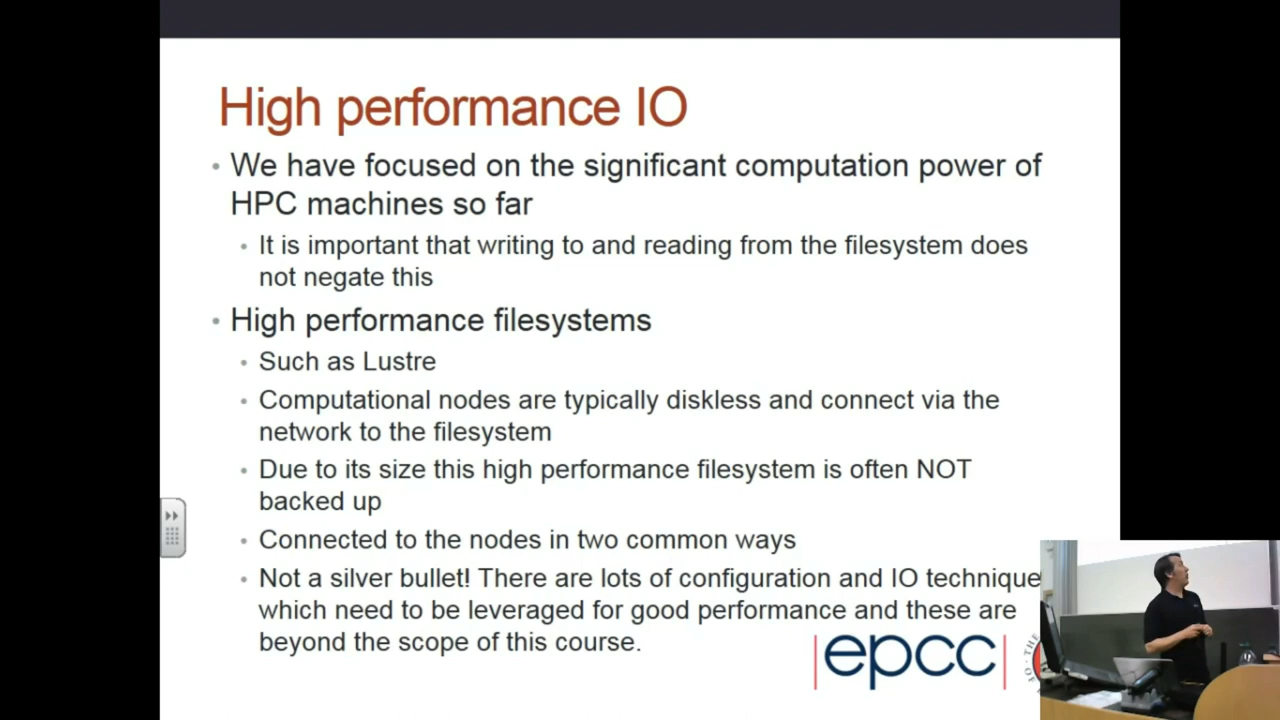 High performance IO
• We have focused on the significant computation power of
HPC machines so far
• It is important that writing to and reading from the filesystem does
not negate this
• High performance filesystems
• Such as Lustre
• Computational nodes are typically diskless and connect via the
network to the filesystem
• Due to its size this high performance filesystem is often NOT
backed up
• Connected to the nodes in two common ways
• Not a silver bullet! There are lots of configuration and IO technique
which need to be leveraged for good performance and these are
beyond the scope of this course.
|epcc|